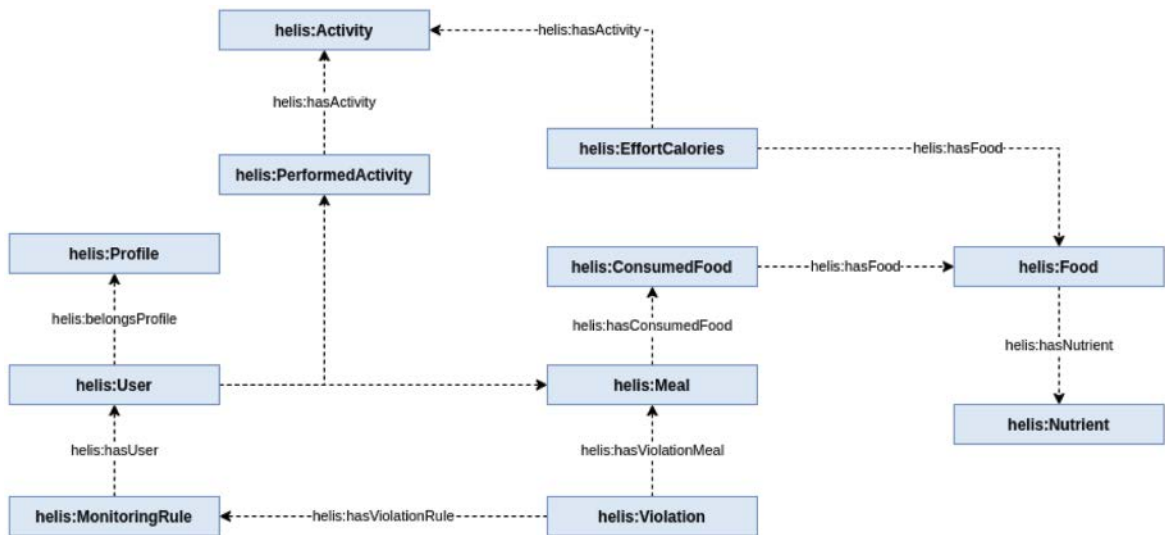 helis:Activity
helis:hasActivity
helis:hasActivity
helis:EffortCalories
helis:hasFood
helis:PerformedActivity
helis:Profile
helis:ConsumedFood
helis:hasFood
helis:Food
helis:belongsProfile
helis:hasConsumedFood
helis:hasNutrient
helis:User
helis:Meal
helis:Nutrient
helis:hasUser
helis:hasViolationMeal
helis:MonitoringRule
helis:hasViolationRule
helis:Violation